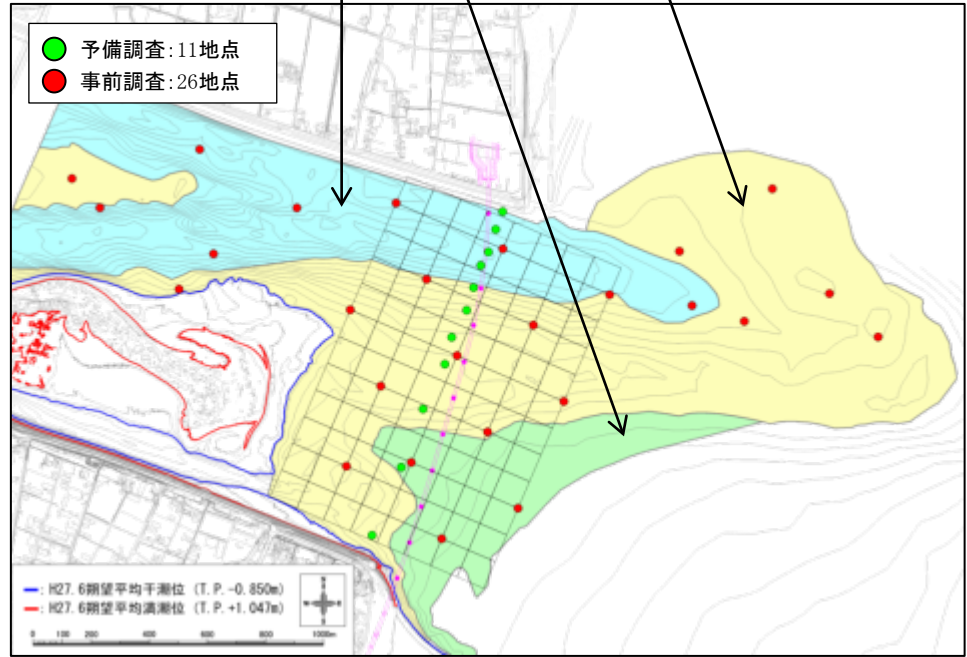 予備調査:11地点
事前調査:26地点
: H27.6朔望平均干潮位 (T.P.-0.850m)
: H27.6朔望平均満潮位 (T.P.+1.047m)
0 100 200 400 600 800 1000m